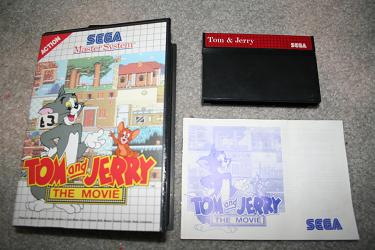 ACTION
SEGA
Master System
TOM and JERRY
THE MOVIE
Tom & Jerry
SEGA
TOM and JERRY
THE MOVIE
SEGA